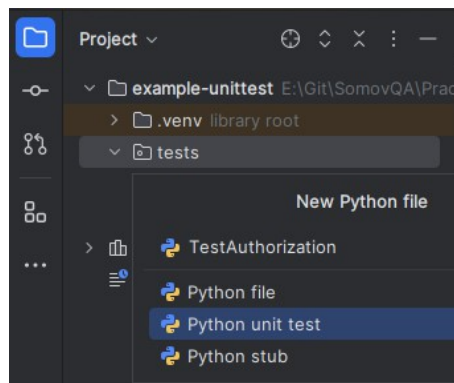 Project
example-unittest E:\Git\SomovQA\Prac
.venv library root
tests
New Python file
TestAuthorization
Python file
Python unit test
Python stub